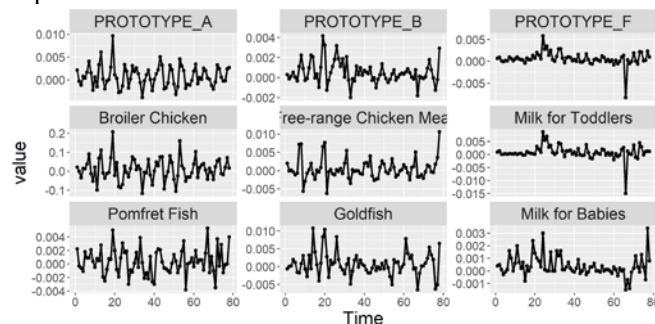 PROTOTYPE_A PROTOTYPE_B PROTOTYPE_F
0.010 0.005 0.000
0.004 0.002 0.000 -0.002
0.005 0.000 -0.005
Broiler Chicken Free-range Chicken Mea Milk for Toddlers
0.2 0.1 0.0 -0.1
0.010 0.005 0.000 -0.005
0.005 0.000 -0.005 -0.010 -0.015
Pomfret Fish Goldfish Milk for Babies
0.004 0.002 0.000 -0.002 -0.004
0.010 0.005 0.000 -0.005
0.003 0.002 0.001 0.000 -0.001
value
0 20 40 60 80 0 20 40 60 80 0 20 40 60 80
Time